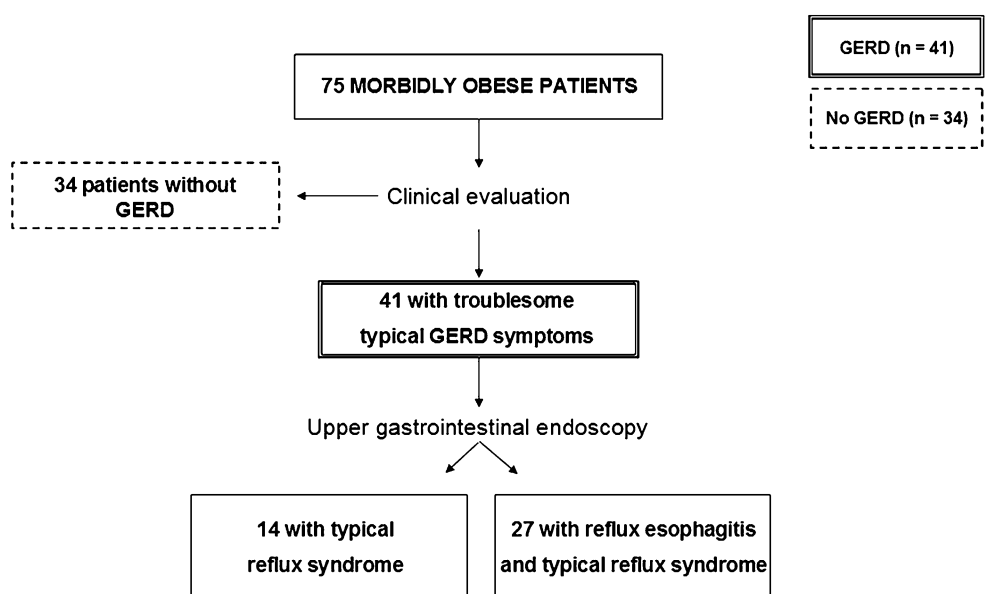 GERD (n = 41)
No GERD (n = 34)
75 MORBIDLY OBESE PATIENTS
34 patients without
GERD
Clinical evaluation
41 with troublesome
typical GERD symptoms
Upper gastrointestinal endoscopy
14 with typical
reflux syndrome
27 with reflux esophagitis
and typical reflux syndrome